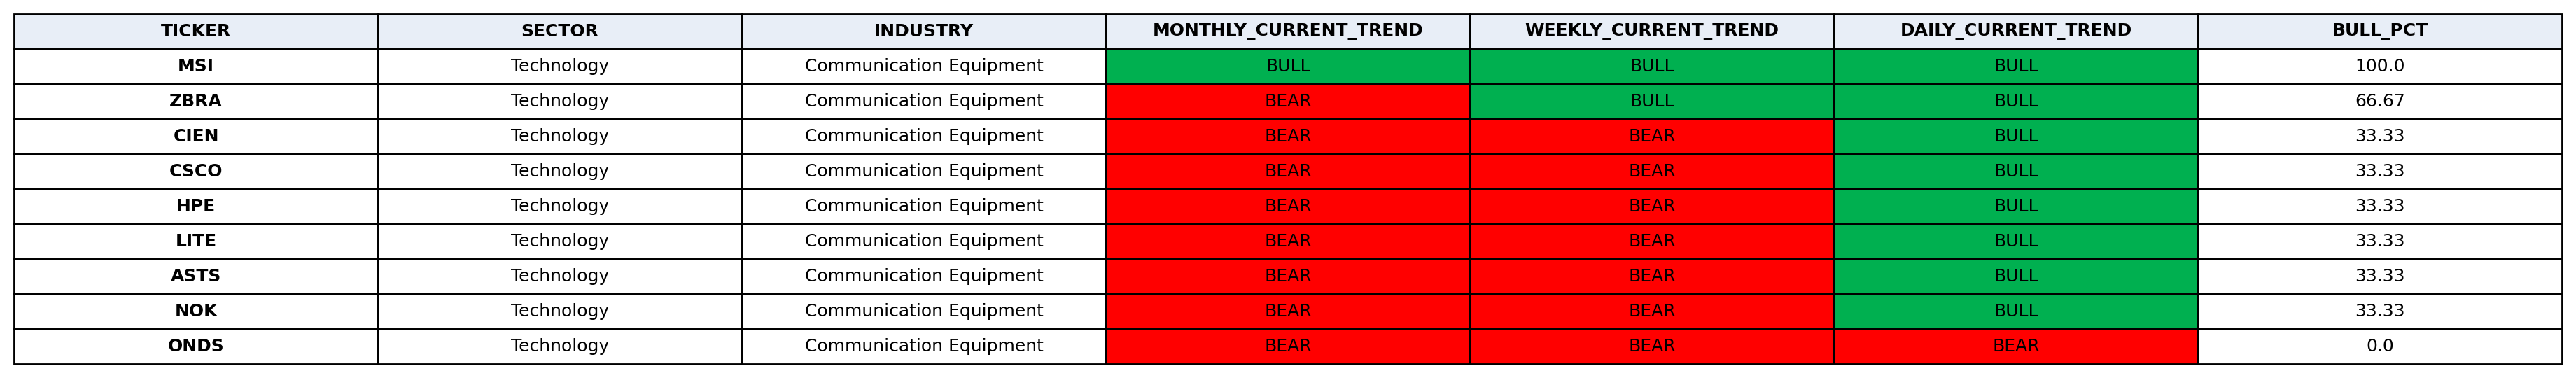 TICKER SECTOR INDUSTRY MONTHLY_CURRENT_TREND WEEKLY_CURRENT_TREND DAILY_CURRENT_TREND BULL_PCT
MSI Technology Communication Equipment BULL BULL BULL 100.0
ZBRA Technology Communication Equipment BEAR BULL BULL 66.67
CIEN Technology Communication Equipment BEAR BEAR BULL 33.33
CSCO Technology Communication Equipment BEAR BEAR BULL 33.33
HPE Technology Communication Equipment BEAR BEAR BULL 33.33
LITE Technology Communication Equipment BEAR BEAR BULL 33.33
ASTS Technology Communication Equipment BEAR BEAR BULL 33.33
NOK Technology Communication Equipment BEAR BEAR BULL 33.33
ONDS Technology Communication Equipment BEAR BEAR BEAR 0.0